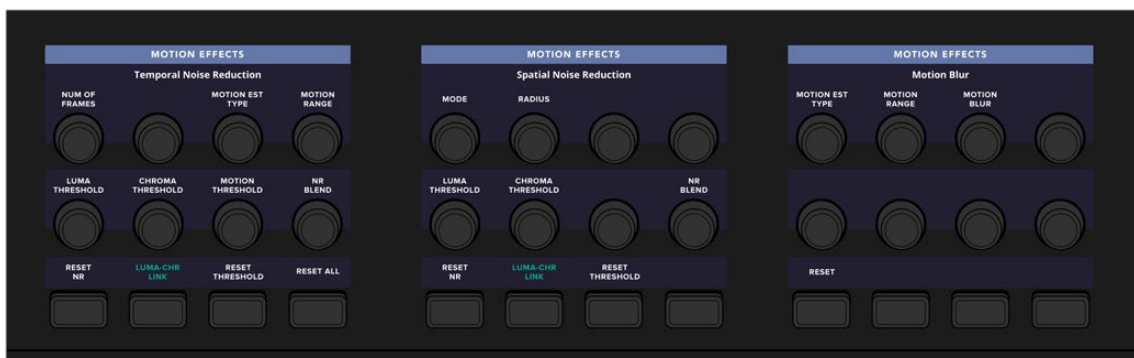 MOTION EFFECTS
Temporal Noise Reduction
NUM OF
FRAMES
MOTION EST
TYPE
MOTION
RANGE
LUMA
THRESHOLD
CHROMA
THRESHOLD
MOTION
THRESHOLD
NR
BLEND
RESET
NR
LUMA-CHR
LINK
RESET
THRESHOLD
RESET ALL
MOTION EFFECTS
Spatial Noise Reduction
MODE
RADIUS
LUMA
THRESHOLD
CHROMA
THRESHOLD
NR
BLEND
RESET
NR
LUMA-CHR
LINK
RESET
THRESHOLD
MOTION EFFECTS
Motion Blur
MOTION EST
TYPE
MOTION
RANGE
MOTION
BLUR
RESET